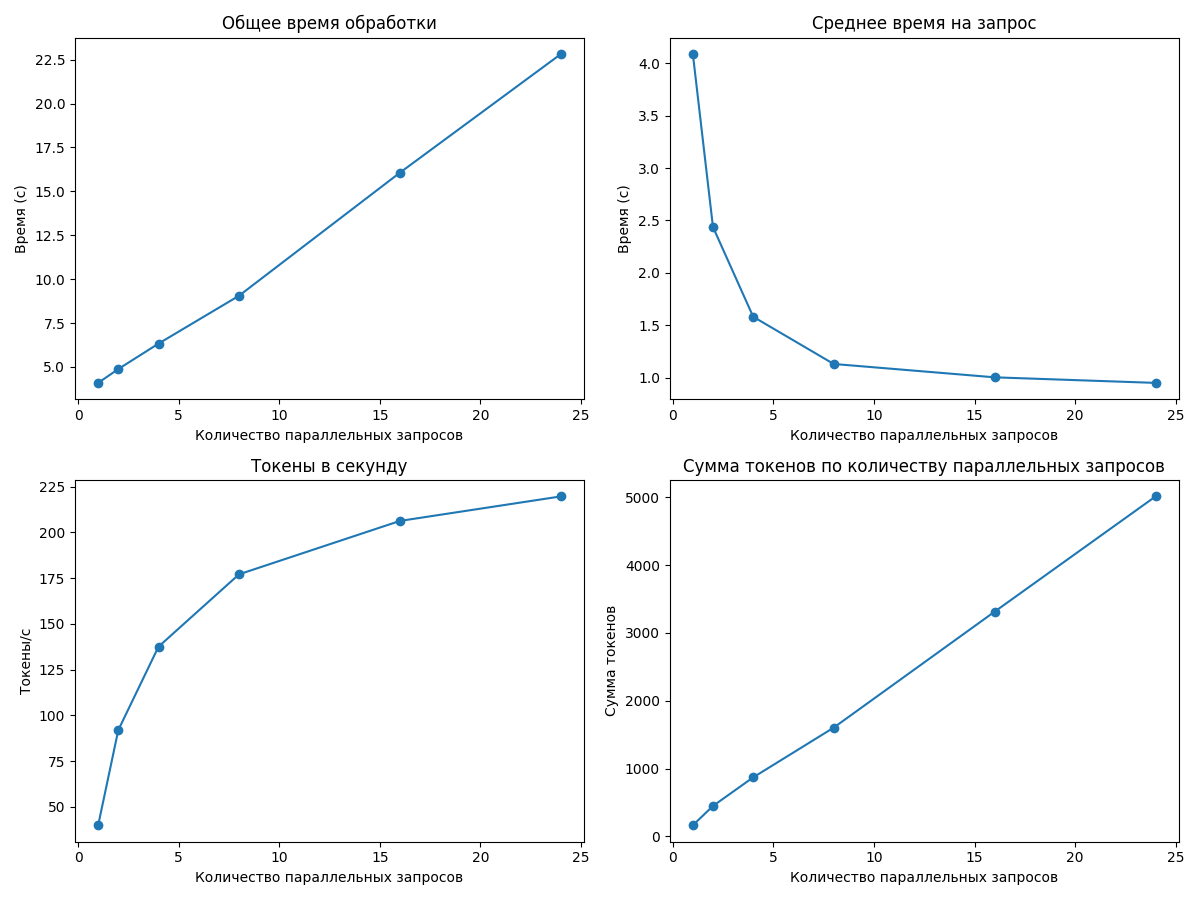 Общее время обработки
Время (с)
22.5
20.0
17.5
15.0
12.5
10.0
7.5
5.0
0 5 10 15 20 25
Количество параллельных запросов
Среднее время на запрос
Время (с)
4.0
3.5
3.0
2.5
2.0
1.5
1.0
0 5 10 15 20 25
Количество параллельных запросов
Токены в секунду
Токены/с
225
200
175
150
125
100
75
50
0 5 10 15 20 25
Количество параллельных запросов
Сумма токенов по количеству параллельных запросов
Сумма токенов
5000
4000
3000
2000
1000
0
0 5 10 15 20 25
Количество параллельных запросов